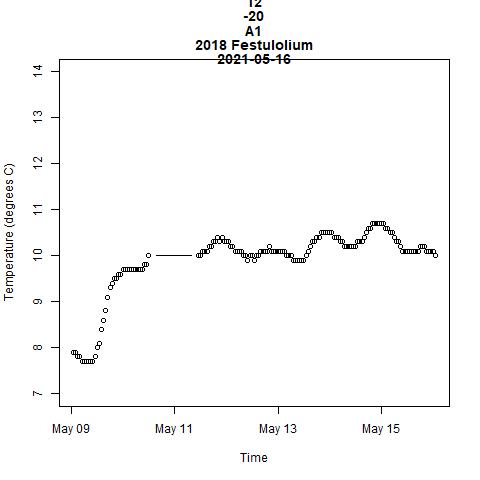 T2
-20
A1
2018 Festulolium
2021-05-16
14
13
12
11
10
9
8
7
Temperature (degrees C)
May 09 May 11 May 13 May 15
Time